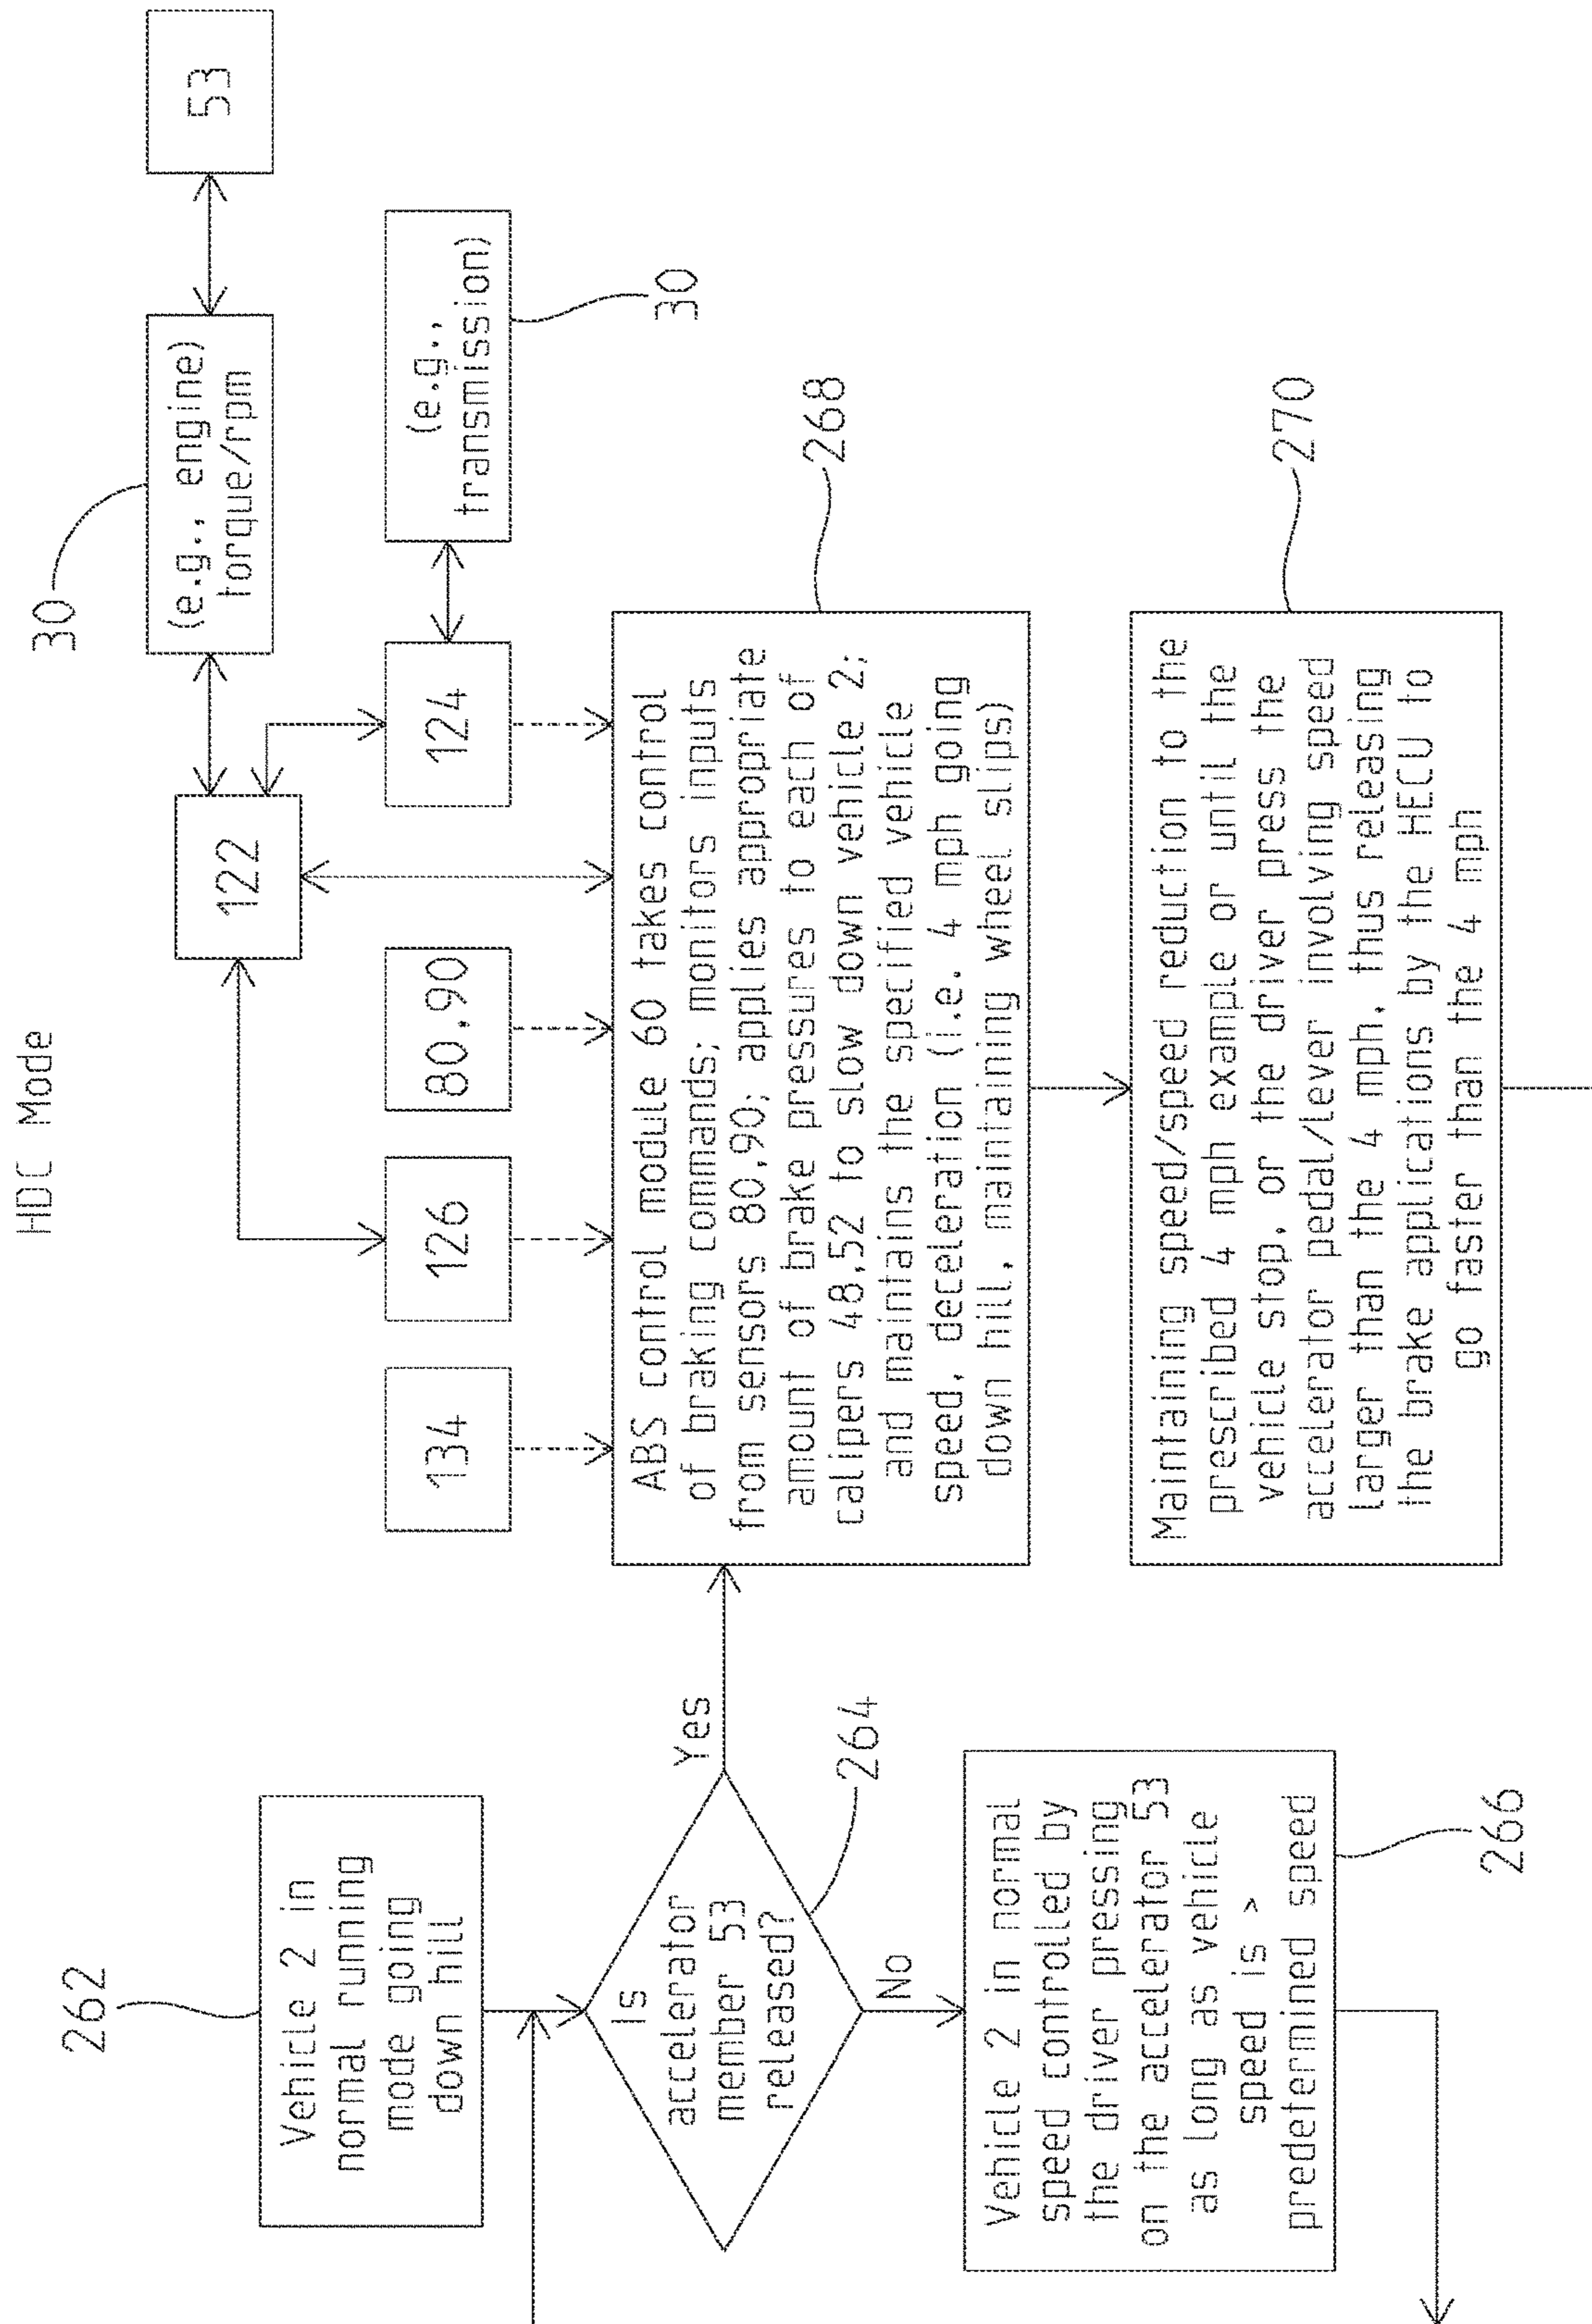 HDC Mode
262
Vehicle 2 in
normal running
mode going
down hill
Is
accelerator
member 53
released?
264
Yes
No
Vehicle 2 in normal
speed controlled by
the driver pressing
on the accelerator 53
as long as vehicle
speed is >
predetermined speed
266
30
(e.g., engine)
torque/rpm
53
122
124
(e.g.,
transmission)
30
134
126
80,90
ABS control module 60 takes control
of braking commands; monitors inputs
from sensors 80,90; applies appropriate
amount of brake pressures to each of
calipers 48,52 to slow down vehicle 2;
and maintains the specified vehicle
speed, deceleration (i.e. 4 mph going
down hill, maintaining wheel slips)
268
Maintaining speed/speed reduction to the
prescribed 4 mph example or until the
vehicle stop, or the driver press the
accelerator pedal/lever involving speed
larger than the 4 mph, thus releasing
the brake applications by the HECU to
go faster than the 4 mph
270